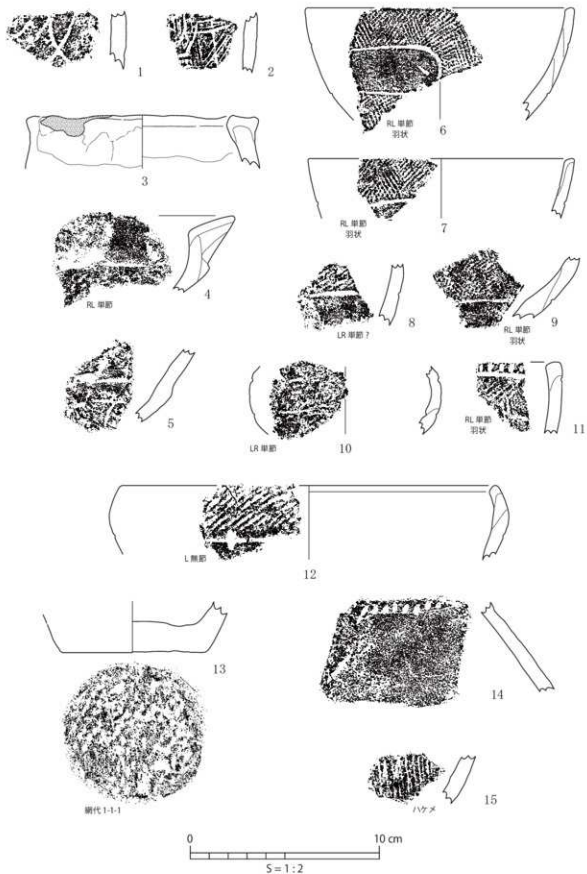 1
2
3
RL 単節
4
5
RL 単節
羽状
6
RL 単節
羽状
7
LR 単節？
8
RL 単節
羽状
9
LR 単節
10
RL 単節
羽状
11
L 無節
12
13
網代 1-1-1
14
ハケメ
15
0 10 cm
S = 1 : 2